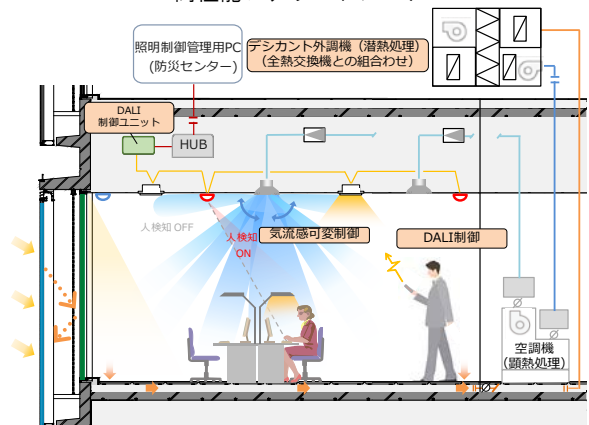 照明制御管理用PC
(防災センター)
デシカント外調機（潜熱処理）
（全熱交換機との組合わせ）
DALI
制御ユニット
HUB
人検知 OFF
人検知
ON
気流感可変制御
DALI制御
空調機
(顕熱処理)